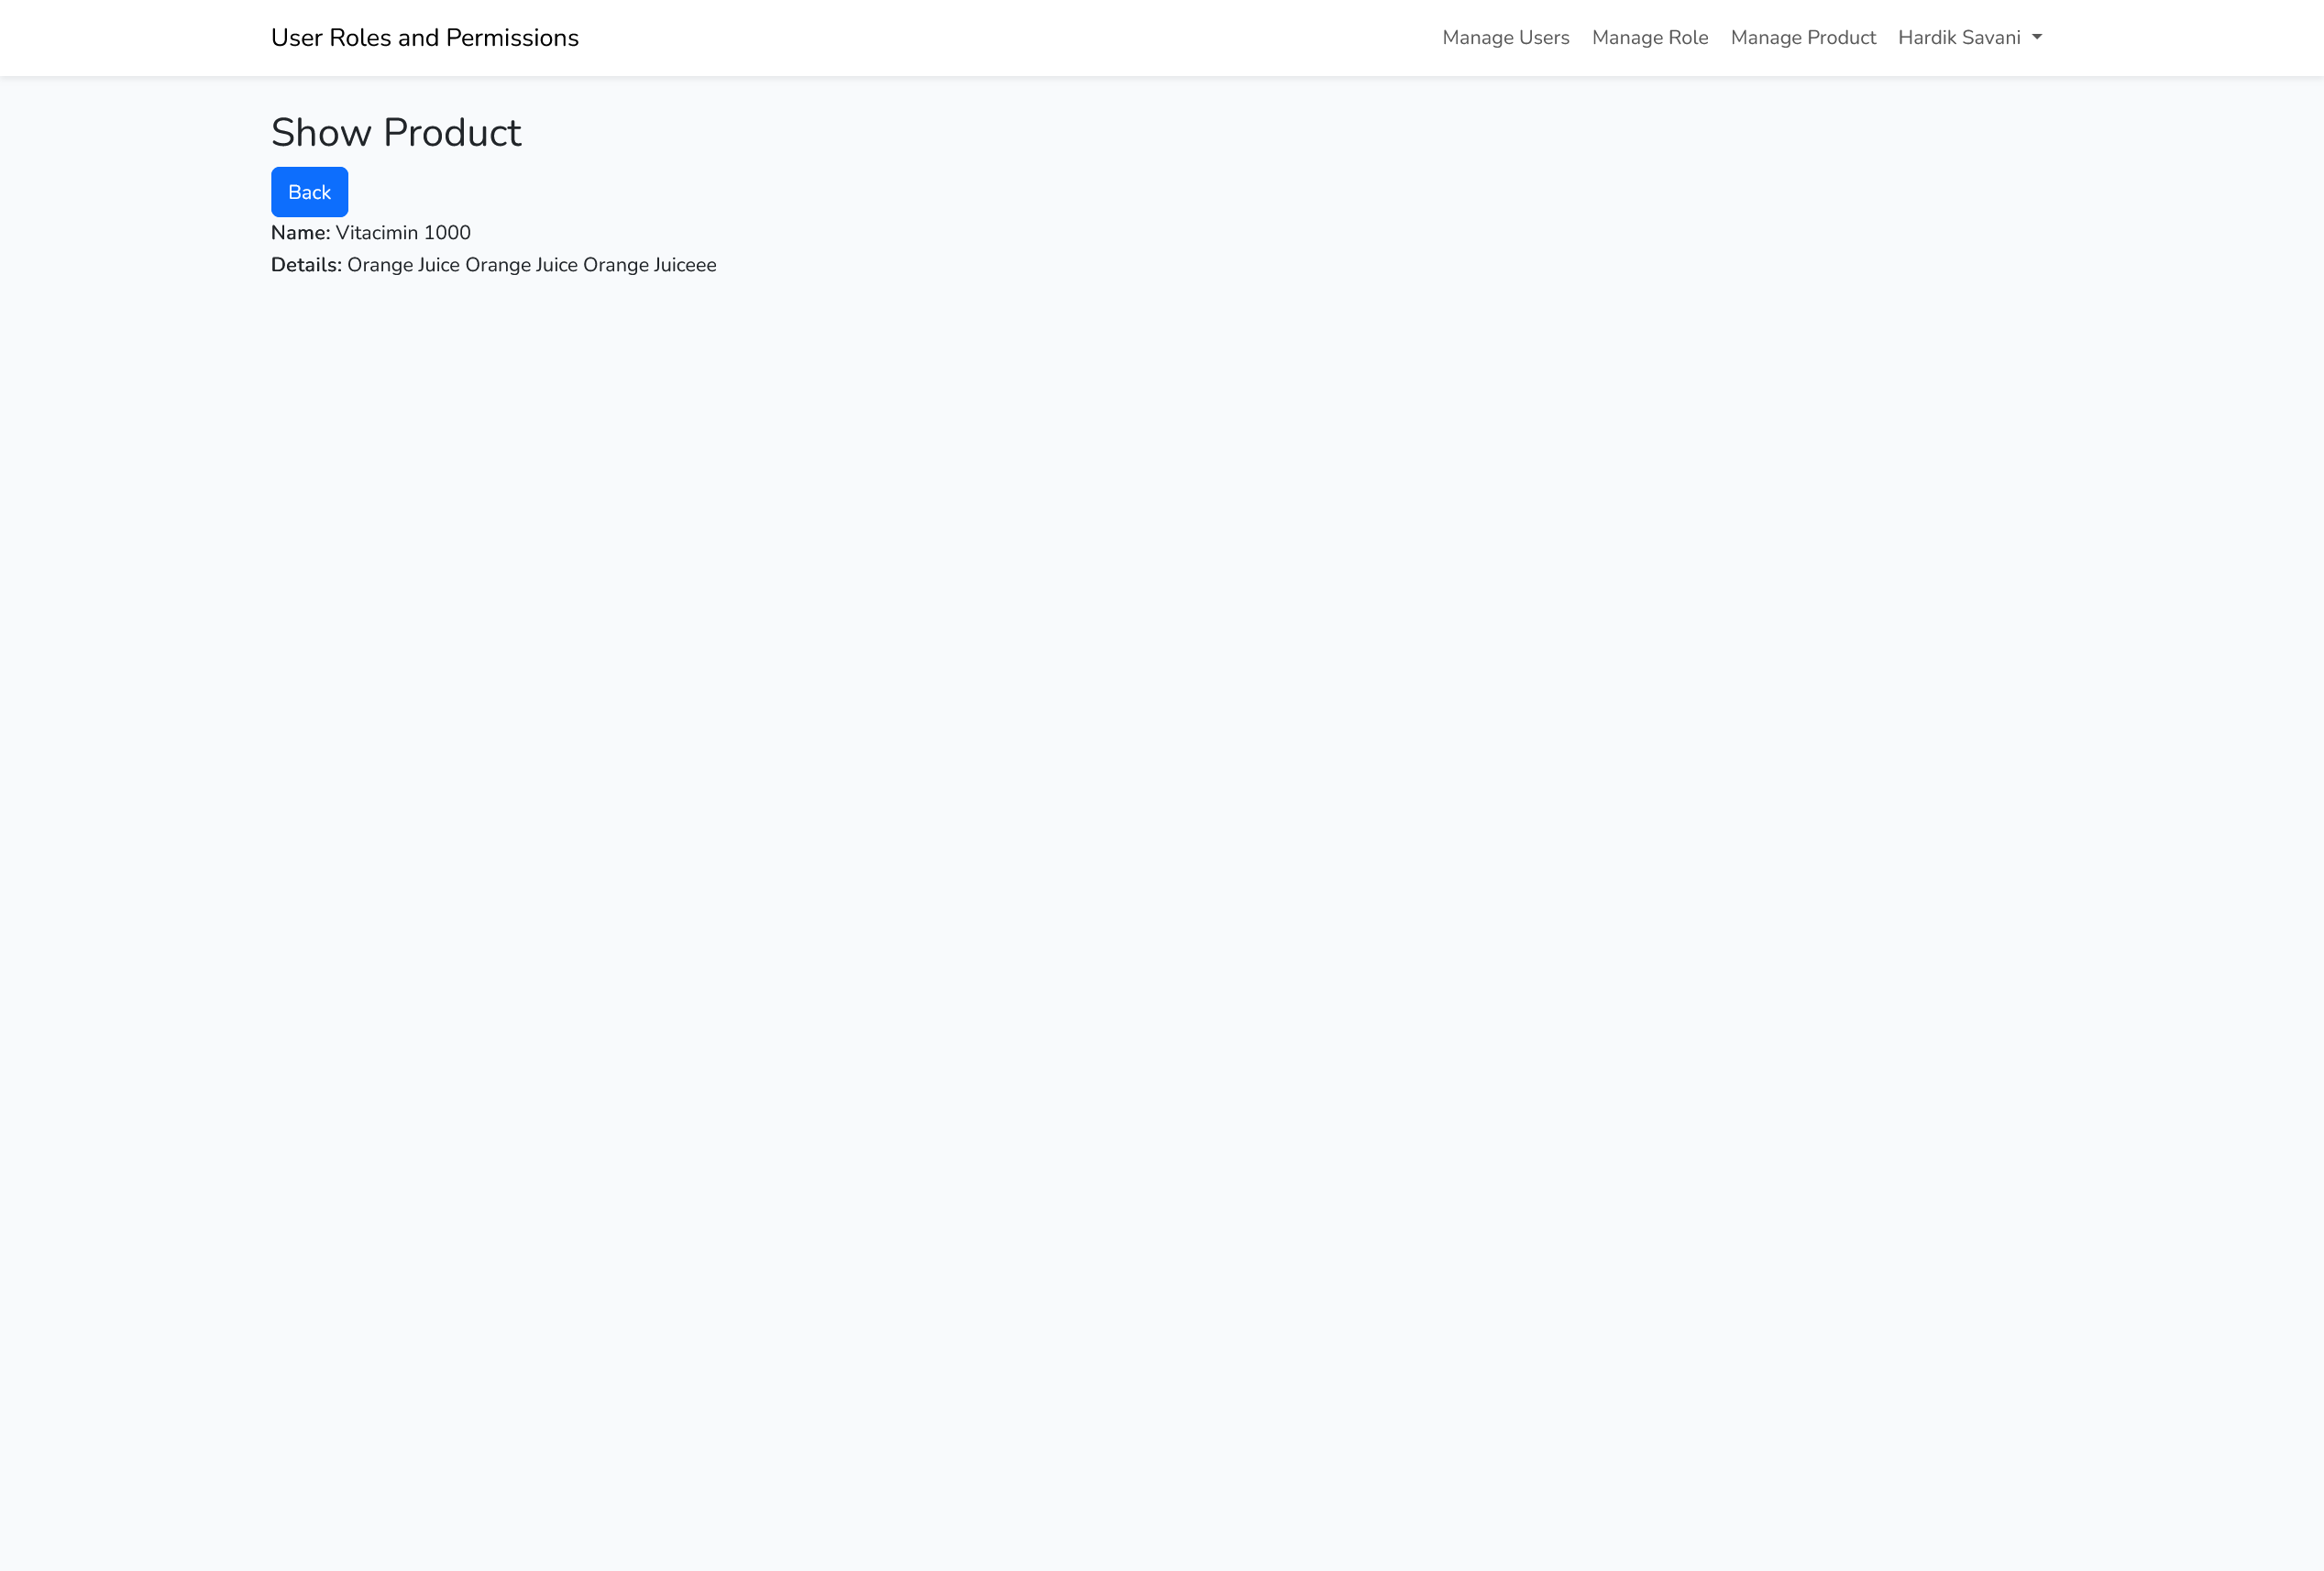 User Roles and Permissions Manage Users Manage Role Manage Product Hardik Savani
Show Product
Back
Name: Vitacimin 1000
Details: Orange Juice Orange Juice Orange Juiceee